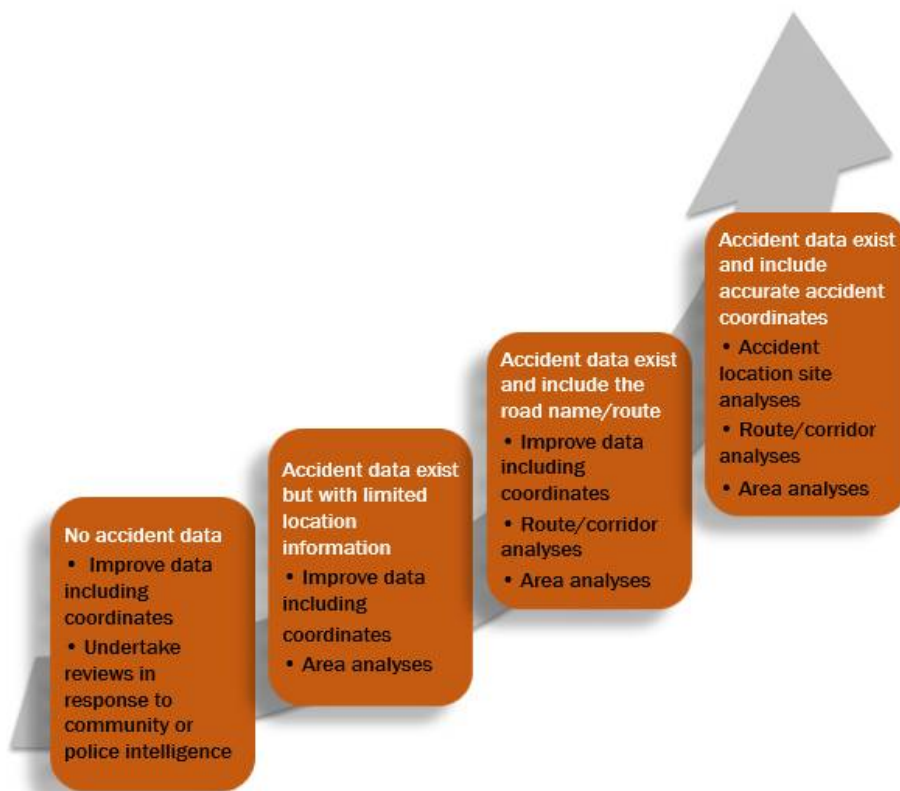 No accident data
• Improve data
including
coordinates
• Undertake
reviews in
response to
community or
police intelligence
Accident data exist
but with limited
location
information
• Improve data
including
coordinates
• Area analyses
Accident data exist
and include the
road name/route
• Improve data
including
coordinates
• Route/corridor
analyses
• Area analyses
Accident data exist
and include
accurate accident
coordinates
• Accident
location site
analyses
• Route/corridor
analyses
• Area analyses